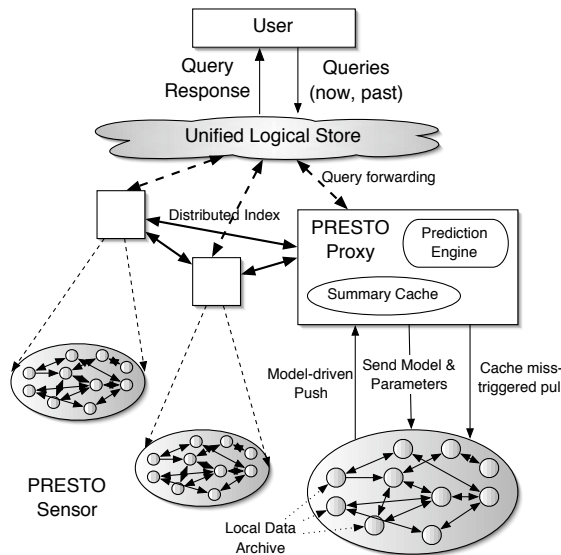 User
Query
Response
Queries
(now, past)
Unified Logical Store
Query forwarding
Distributed Index
PRESTO
Proxy
Prediction
Engine
Summary Cache
Model-driven
Push
Send Model &
Parameters
Cache miss-
triggered pul
PRESTO
Sensor
Local Data
Archive